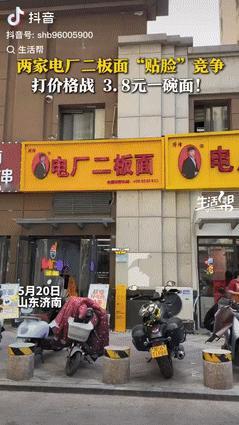 抖音
抖音号: shb96005900
生活帮
两家电厂二板面“贴脸”竞争
打价格战 3.8元一碗面!
电厂二板面
电厂
生活帮
5月20日
山东济南